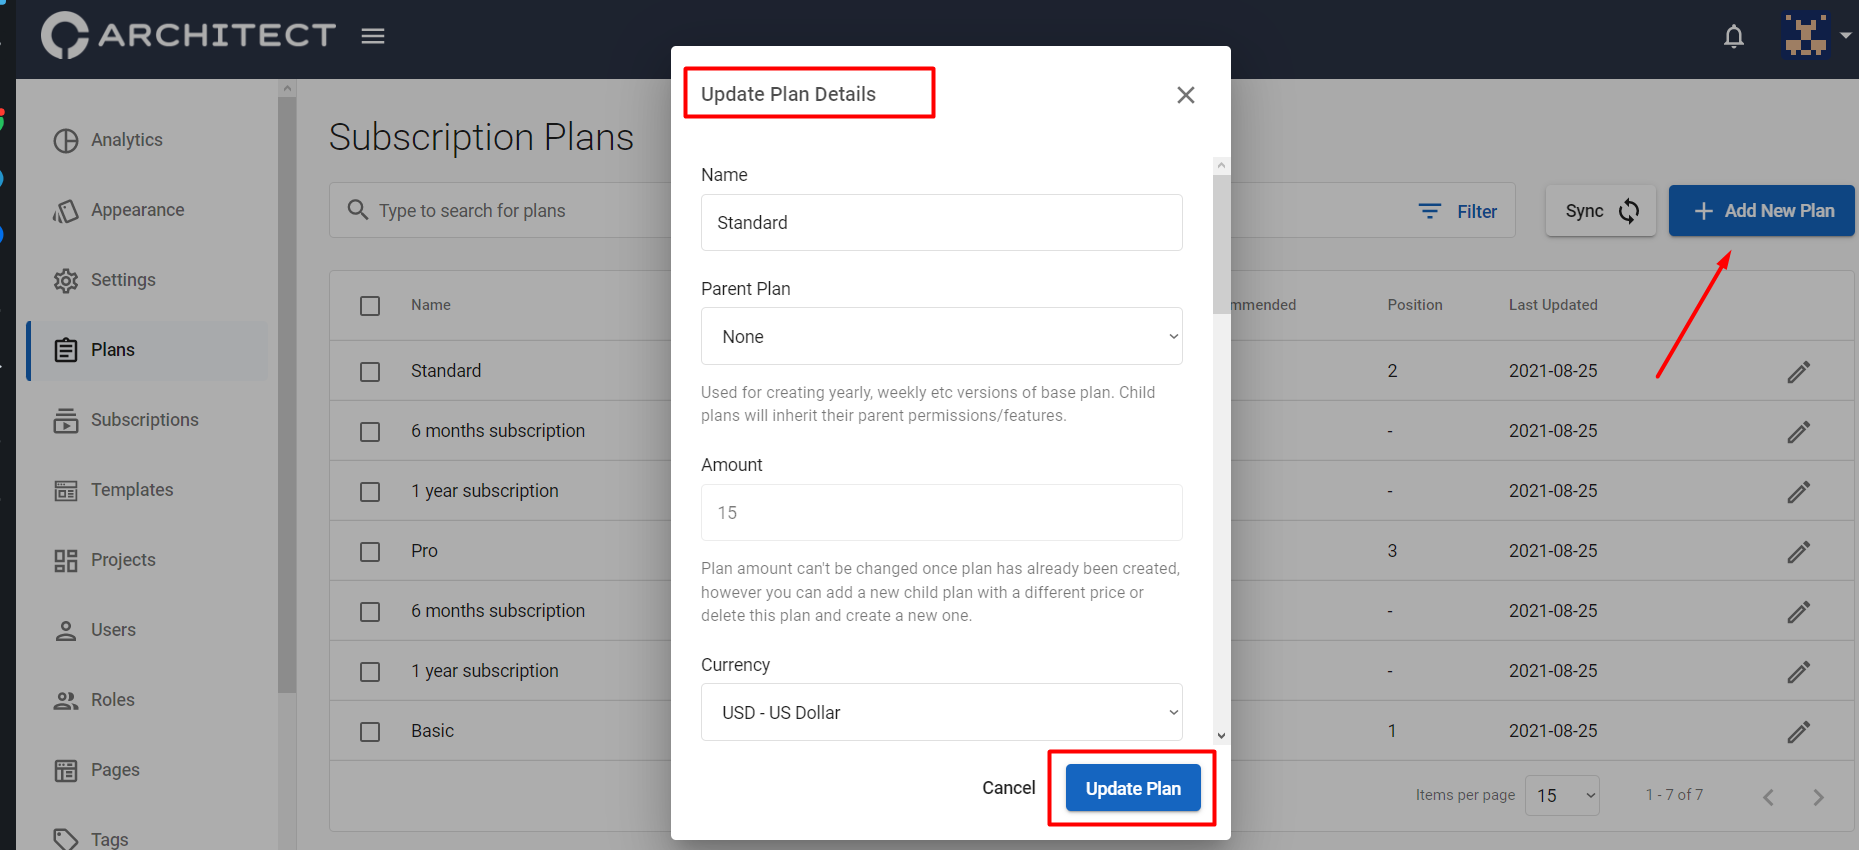 ARCHITECT
Analytics
Appearance
Settings
Plans
Subscriptions
Templates
Projects
Users
Roles
Pages
Tags
Subscription Plans
Type to search for plans
Filter
Sync
Add New Plan
Name
mmended
Position
Last Updated
Standard
2
2021-08-25
6 months subscription
-
2021-08-25
1 year subscription
-
2021-08-25
Pro
3
2021-08-25
6 months subscription
-
2021-08-25
1 year subscription
-
2021-08-25
Basic
1
2021-08-25
Items per page
15
1 - 7 of 7
Update Plan Details
Name
Standard
Parent Plan
None
Used for creating yearly, weekly etc versions of base plan. Child
plans will inherit their parent permissions/features.
Amount
15
Plan amount can't be changed once plan has already been created,
however you can add a new child plan with a different price or
delete this plan and create a new one.
Currency
USD - US Dollar
Cancel
Update Plan